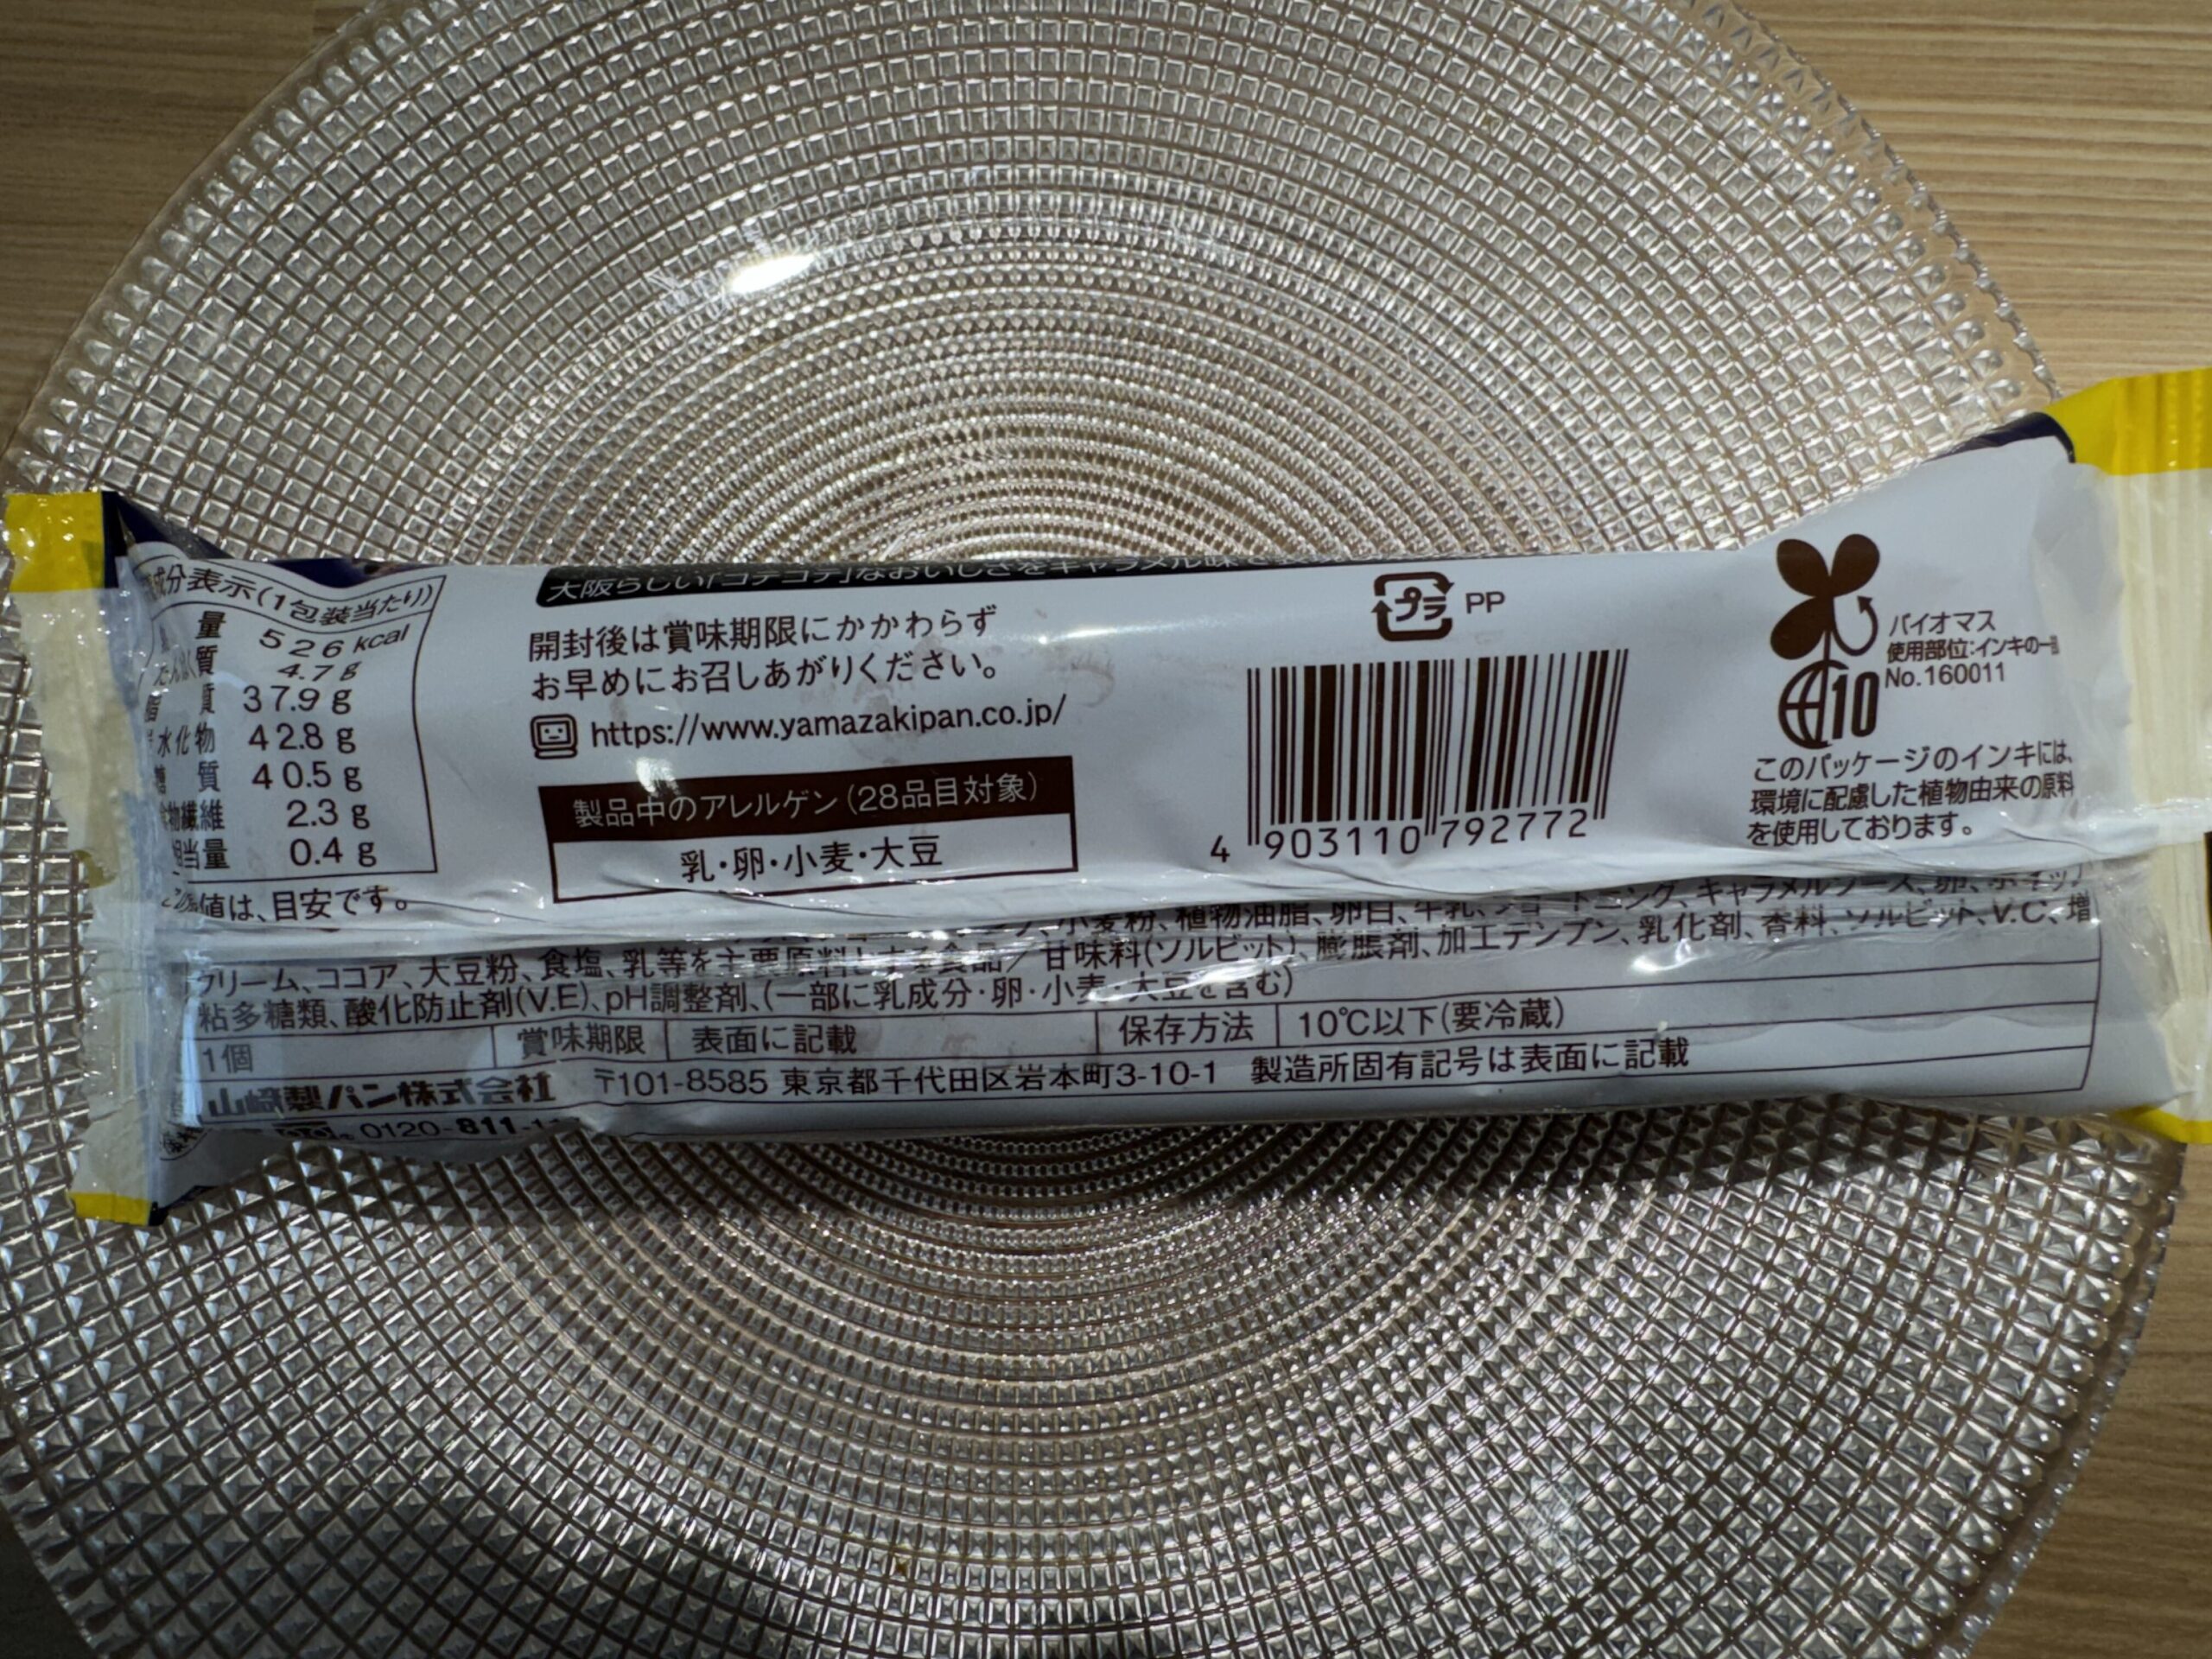 成分表示(1包装当たり)
量 526kcal
たんぱく質 4.7g
脂質 37.9g
水化物 42.8g
糖質 40.5g
物繊維 2.3g
相当量 0.4g
値は、目安です。
大阪らしい「コテコテ」なおいしさをキャラメル味で
開封後は賞味期限にかかわらず
お早めにお召しあがりください。
https://www.yamazakipan.co.jp/
製品中のアレルゲン(28品目対象)
乳・卵・小麦・大豆
プラ PP
4 903110 792772
バイオマス
使用部位:インキの一部
No.160011
10
このパッケージのインキには、
環境に配慮した植物由来の原料
を使用しております。
小麦粉、植物油脂、卵白、牛乳、ショートニング、キャラメルソース、卵、ホイップ
クリーム、ココア、大豆粉、食塩、乳等を主要原料とする食品/甘味料(ソルビット)、膨脹剤、加工デンプン、乳化剤、香料、ソルビット、V.C、増
粘多糖類、酸化防止剤(V.E)、pH調整剤、(一部に乳成分・卵・小麦・大豆を含む)
1個 賞味期限 表面に記載 保存方法 10℃以下(要冷蔵)
山崎製パン株式会社 〒101-8585 東京都千代田区岩本町3-10-1 製造所固有記号は表面に記載
0120-811-